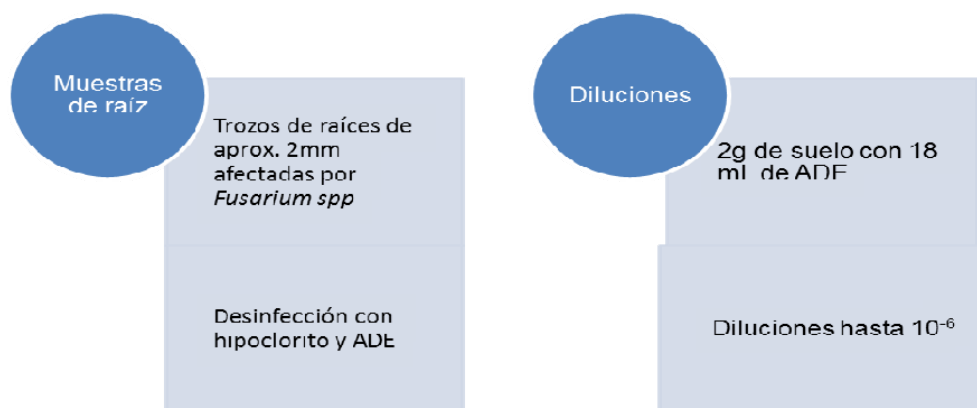 Muestras
de raíz
Trozos de raíces de
aprox. 2mm
afectadas por
Fusarium spp
Desinfección con
hipoclorito y ADE
Diluciones
2g de suelo con 18
ml de ADE
Diluciones hasta 10⁻⁶